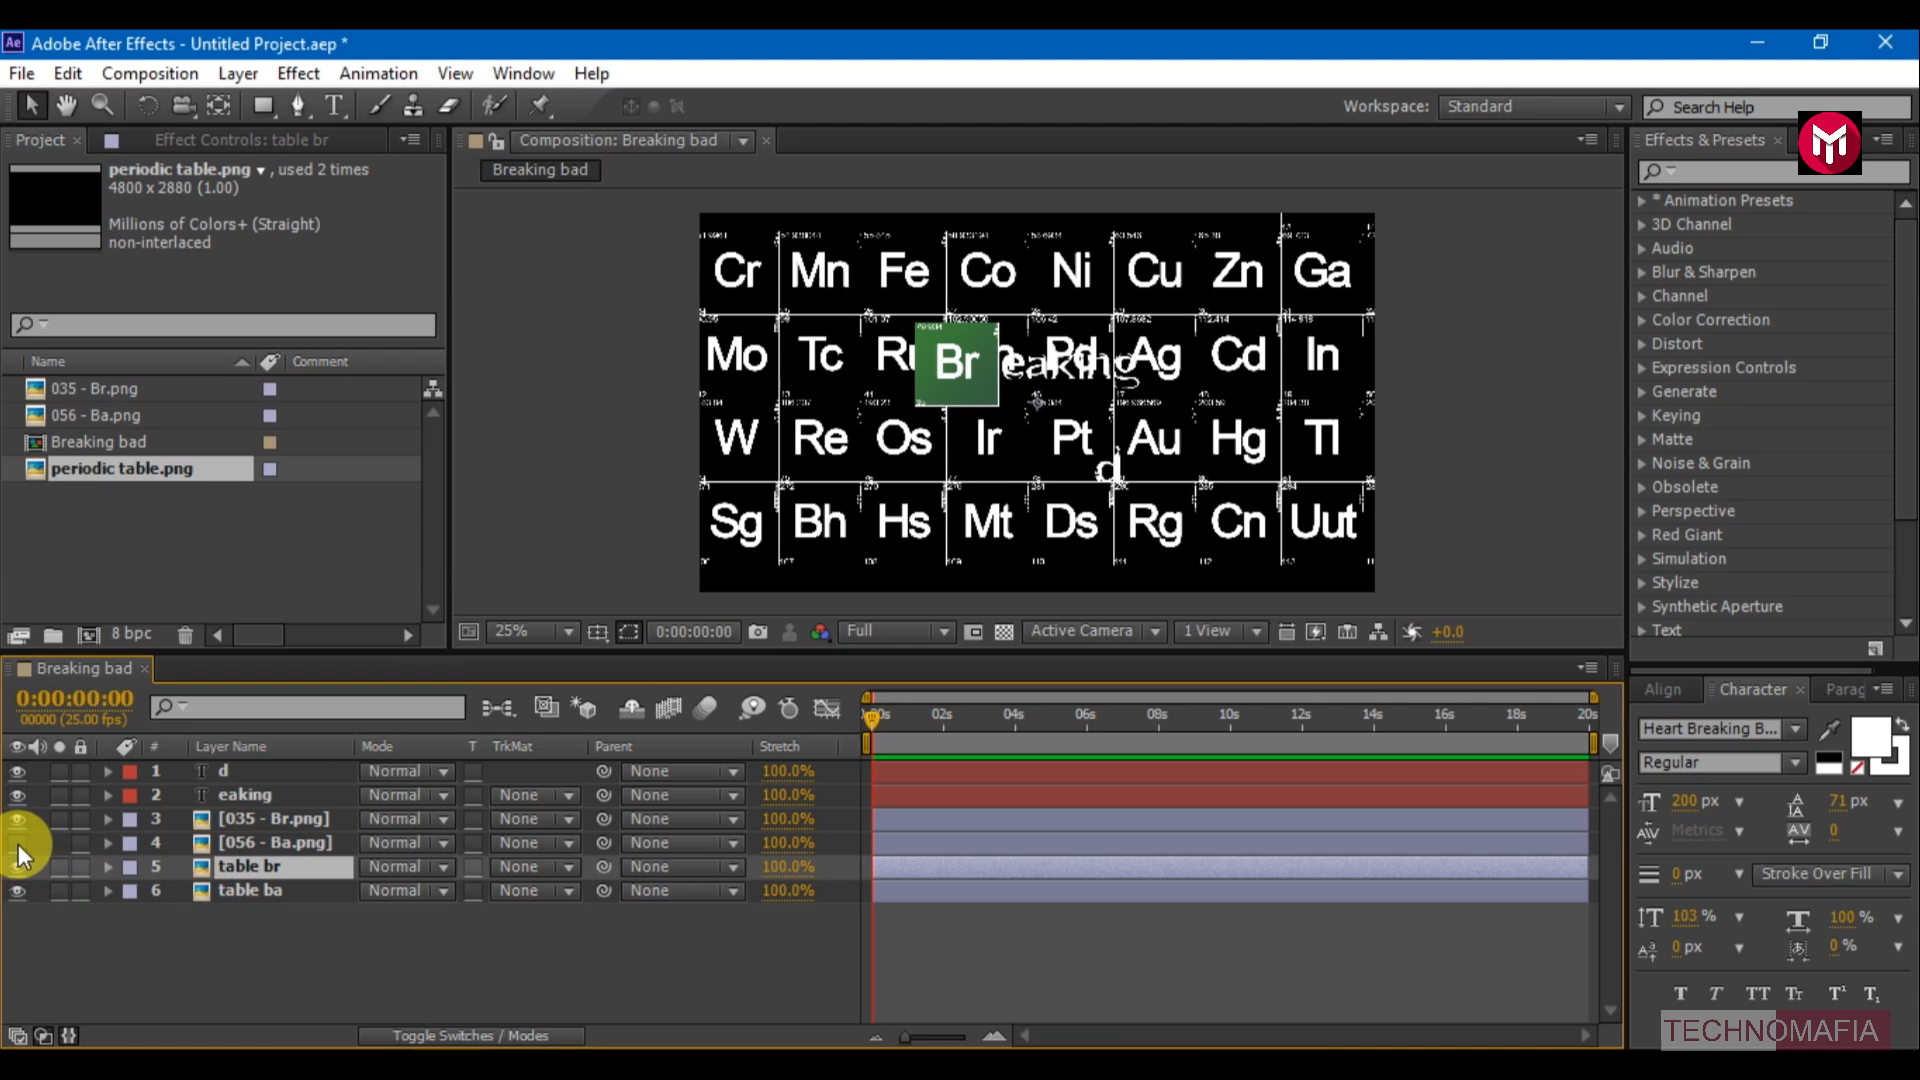 Ae Adobe After Effects - Untitled Project.aep *
File Edit Composition Layer Effect Animation View Window Help
Workspace: Standard Search Help
Project Effect Controls: table br Composition: Breaking bad Effects & Presets
periodic table.png , used 2 times
4800 x 2880 (1.00)
Millions of Colors+ (Straight)
non-interlaced
Breaking bad
Name Comment
035 - Br.png
056 - Ba.png
Breaking bad
periodic table.png
8 bpc
Cr Mn Fe Co Ni Cu Zn Ga
Mo Tc Br eaking Pd Ag Cd In
W Re Os Ir Pt Au Hg Tl
d
Sg Bh Hs Mt Ds Rg Cn Uut
25% 0:00:00:00 Full Active Camera 1 View +0.0
* Animation Presets
3D Channel
Audio
Blur & Sharpen
Channel
Color Correction
Distort
Expression Controls
Generate
Keying
Matte
Noise & Grain
Obsolete
Perspective
Red Giant
Simulation
Stylize
Synthetic Aperture
Text
Breaking bad
0:00:00:00
00000 (25.00 fps)
02s 04s 06s 08s 10s 12s 14s 16s 18s 20s
# Layer Name Mode T TrkMat Parent Stretch
1 T d Normal None 100.0%
2 T eaking Normal None None 100.0%
3 [035 - Br.png] Normal None None 100.0%
4 [056 - Ba.png] Normal None None 100.0%
5 table br Normal None None 100.0%
6 table ba Normal None None 100.0%
Toggle Switches / Modes
Align Character Parag
Heart Breaking B...
Regular
200 px 71 px
Metrics 0
0 px Stroke Over Fill
103 % 100 %
0 px 0 %
T T TT Tr T¹ T₁
TECHNOMAFIA